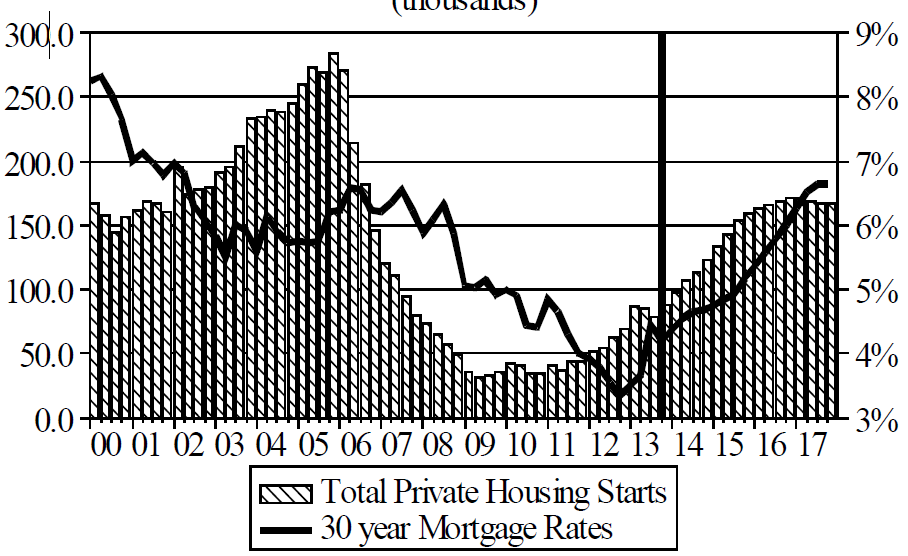 (thousands)
300.0 9%
250.0 8%
200.0 7%
150.0 6%
100.0 5%
50.0 4%
0.0 3%
00 01 02 03 04 05 06 07 08 09 10 11 12 13 14 15 16 17
Total Private Housing Starts
30 year Mortgage Rates